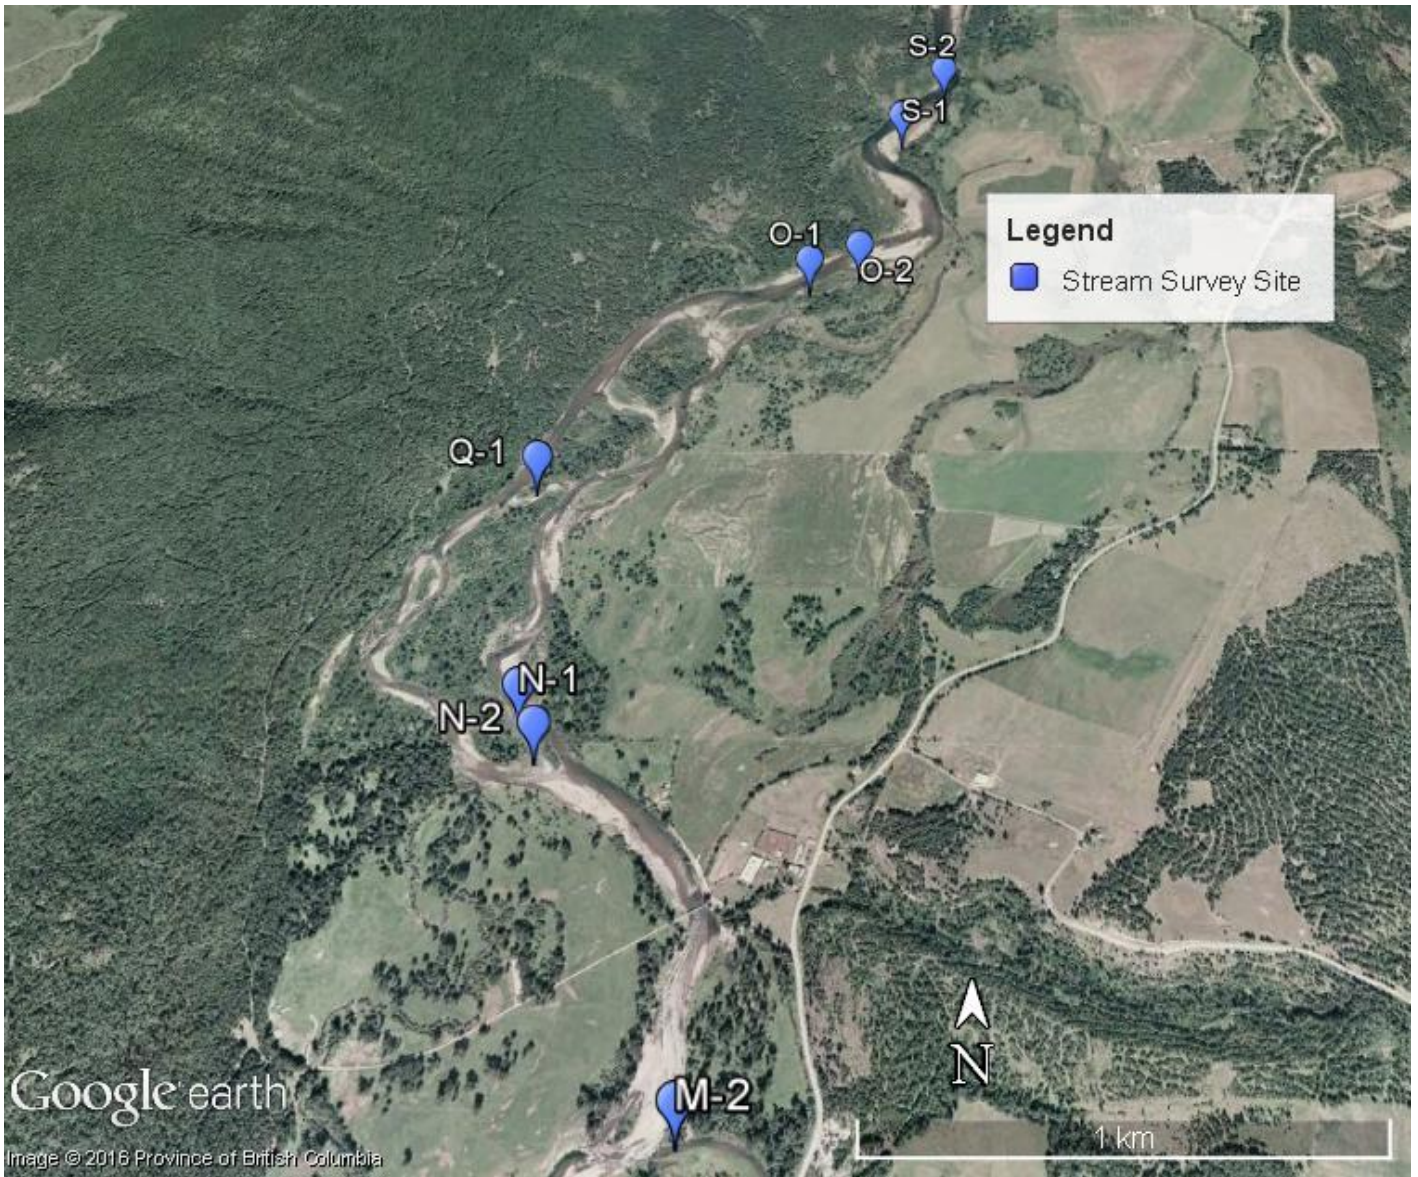 S-2
S-1
Legend
Stream Survey Site
O-1
O-2
Q-1
N-1
N-2
N
M-2
Google earth
1 km
Image © 2016 Province of British Columbia